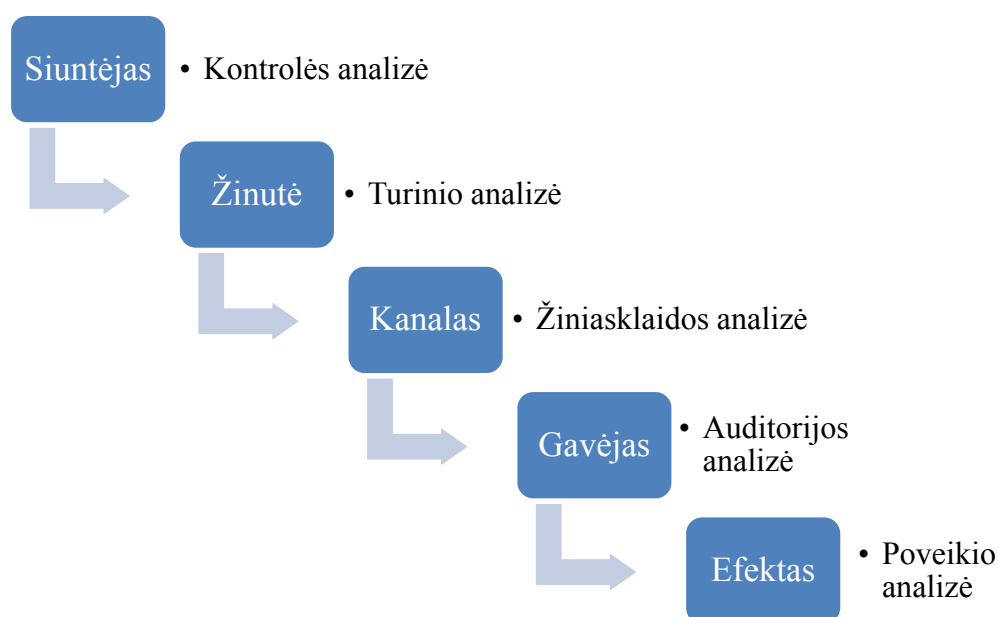 Siuntėjas
• Kontrolės analizė
Žinutė
• Turinio analizė
Kanalas
• Žiniasklaidos analizė
Gavėjas
• Auditorijos
analizė
Efektas
• Poveikio
analizė